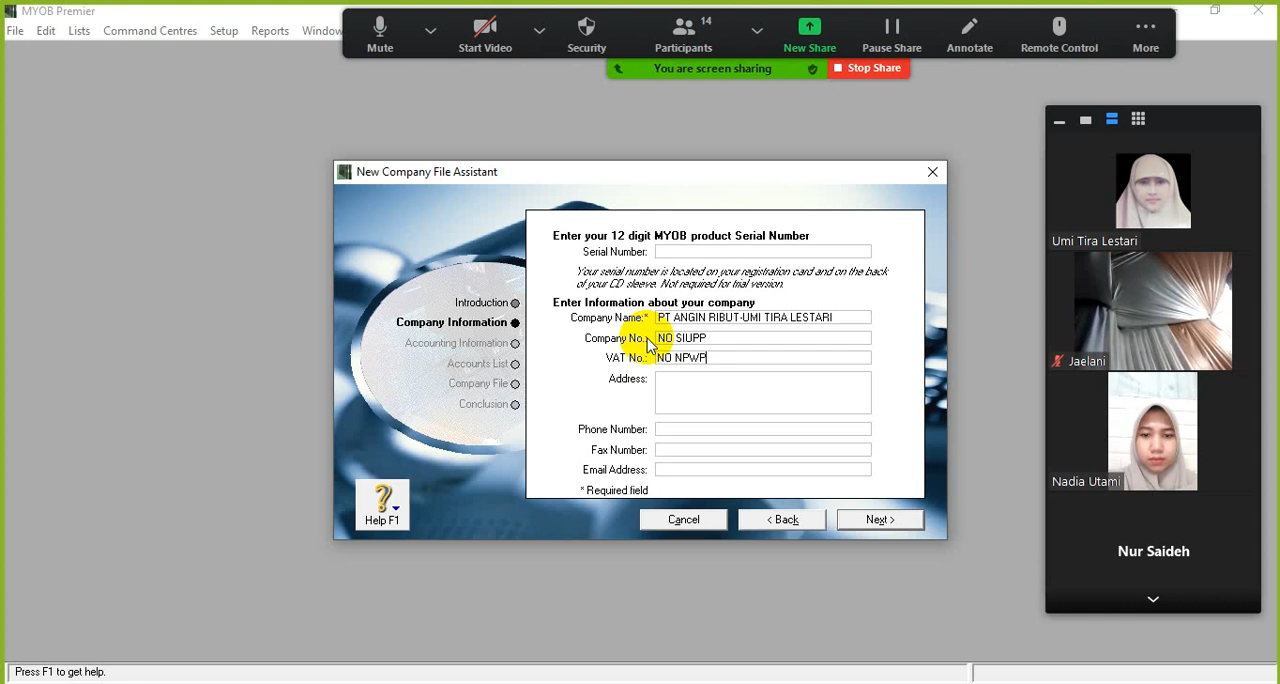 MYOB Premier
File Edit Lists Command Centres Setup Reports Window
Mute Start Video Security Participants 14 New Share Pause Share Annotate Remote Control More
You are screen sharing Stop Share
New Company File Assistant
Introduction
Company Information
Accounting Information
Accounts List
Company File
Conclusion
Help F1
Enter your 12 digit MYOB product Serial Number
Serial Number:
Your serial number is located on your registration card and on the back
of your CD sleeve. Not required for trial version.
Enter Information about your company
Company Name:* PT ANGIN RIBUT-UMI TIRA LESTARI
Company No.: NO SIUPP
VAT No.: NO NPWP
Address:
Phone Number:
Fax Number:
Email Address:
* Required field
Cancel < Back Next >
Umi Tira Lestari
Jaelani
Nadia Utami
Nur Saideh
Press F1 to get help.